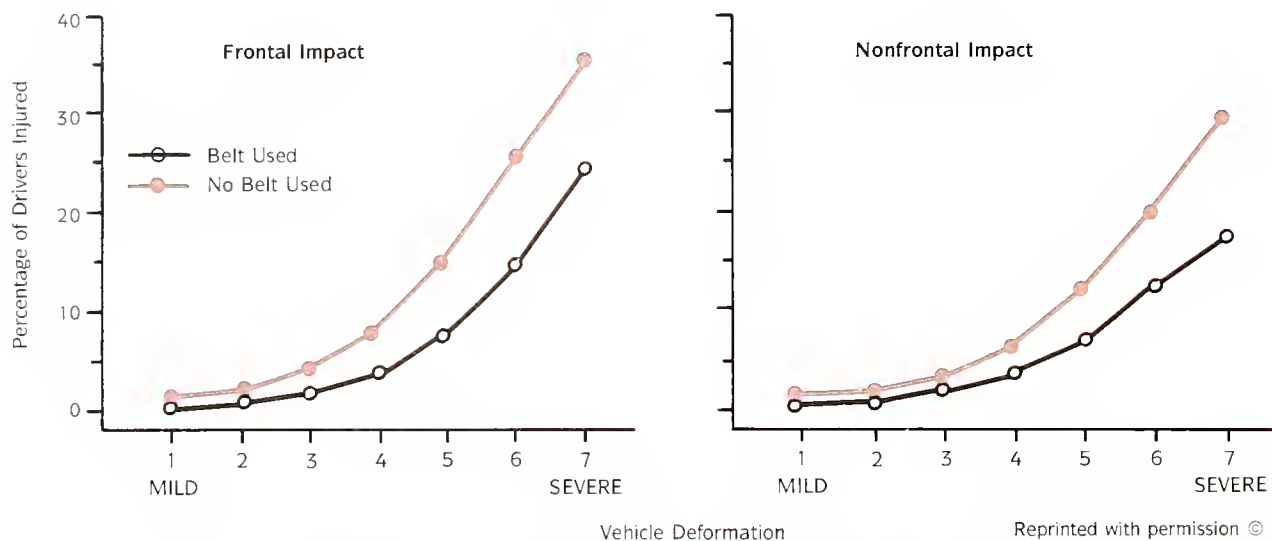 Frontal Impact
Nonfrontal Impact
Percentage of Drivers Injured
40
30
20
10
0
Belt Used
No Belt Used
1 2 3 4 5 6 7
MILD SEVERE
1 2 3 4 5 6 7
MILD SEVERE
Vehicle Deformation
Reprinted with permission ©